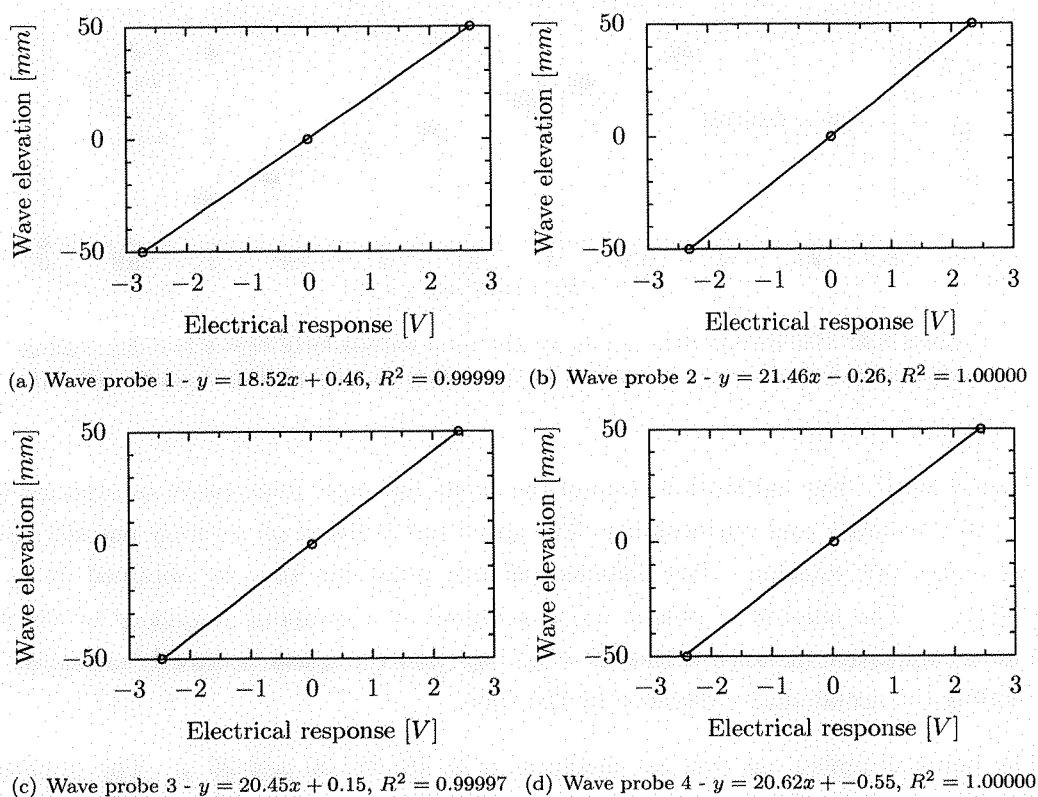 50
0
−50
Wave elevation [mm]
−3 −2 −1 0 1 2 3
Electrical response [V]
(a) Wave probe 1 - y = 18.52x + 0.46, R² = 0.99999
50
0
−50
Wave elevation [mm]
−3 −2 −1 0 1 2 3
Electrical response [V]
(b) Wave probe 2 - y = 21.46x − 0.26, R² = 1.00000
50
0
−50
Wave elevation [mm]
−3 −2 −1 0 1 2 3
Electrical response [V]
(c) Wave probe 3 - y = 20.45x + 0.15, R² = 0.99997
50
0
−50
Wave elevation [mm]
−3 −2 −1 0 1 2 3
Electrical response [V]
(d) Wave probe 4 - y = 20.62x + −0.55, R² = 1.00000